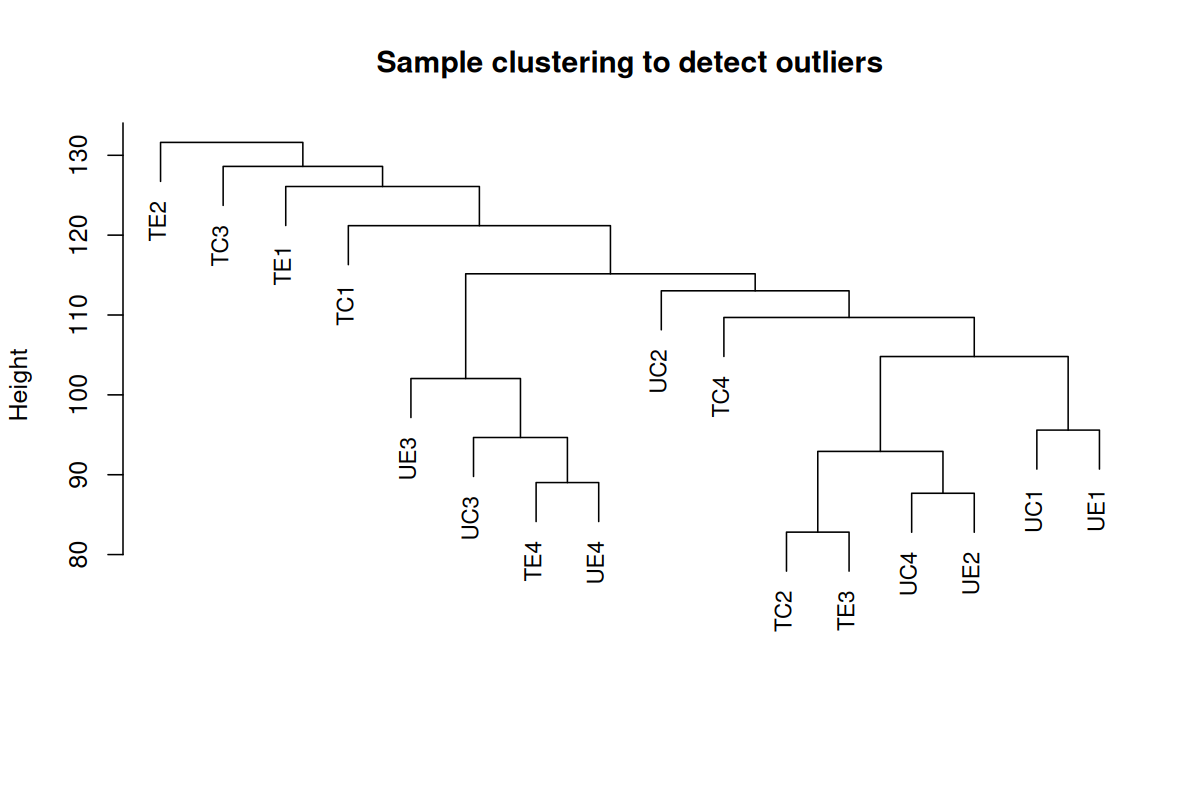 Sample clustering to detect outliers
Height
130
120
110
100
90
80
TE2
TC3
TE1
TC1
UE3
UC3
TE4
UE4
UC2
TC4
TC2
TE3
UC4
UE2
UC1
UE1